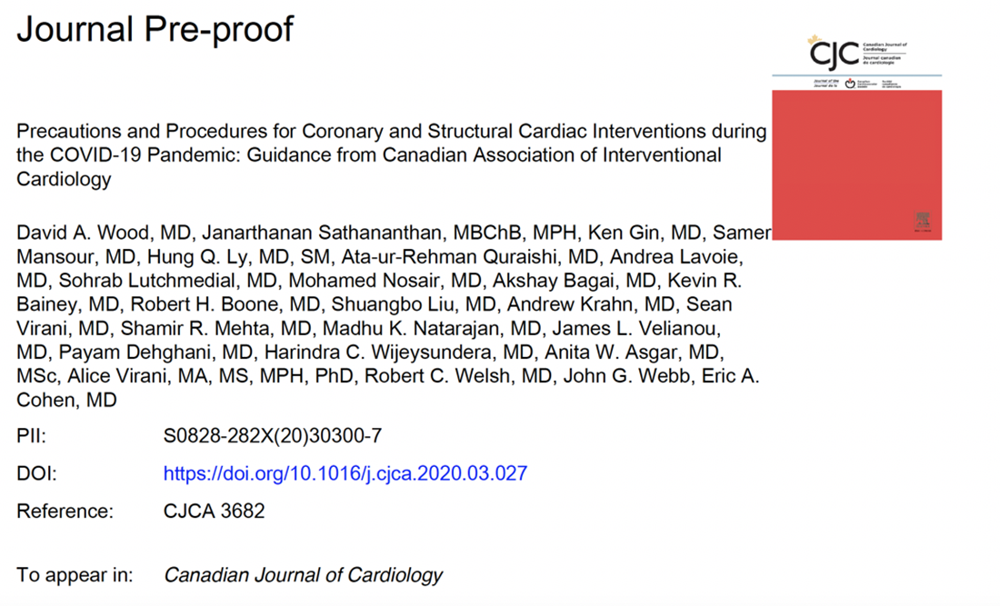 Journal Pre-proof
CJC
Canadian Journal of
Cardiology
Journal canadien
de cardiologie
Precautions and Procedures for Coronary and Structural Cardiac Interventions during
the COVID-19 Pandemic: Guidance from Canadian Association of Interventional
Cardiology
David A. Wood, MD, Janarthanan Sathananthan, MBChB, MPH, Ken Gin, MD, Samer
Mansour, MD, Hung Q. Ly, MD, SM, Ata-ur-Rehman Quraishi, MD, Andrea Lavoie,
MD, Sohrab Lutchmedial, MD, Mohamed Nosair, MD, Akshay Bagai, MD, Kevin R.
Bainey, MD, Robert H. Boone, MD, Shuangbo Liu, MD, Andrew Krahn, MD, Sean
Virani, MD, Shamir R. Mehta, MD, Madhu K. Natarajan, MD, James L. Velianou,
MD, Payam Dehghani, MD, Harindra C. Wijeysundera, MD, Anita W. Asgar, MD,
MSc, Alice Virani, MA, MS, MPH, PhD, Robert C. Welsh, MD, John G. Webb, Eric A.
Cohen, MD
PII: S0828-282X(20)30300-7
DOI: https://doi.org/10.1016/j.cjca.2020.03.027
Reference: CJCA 3682
To appear in: Canadian Journal of Cardiology